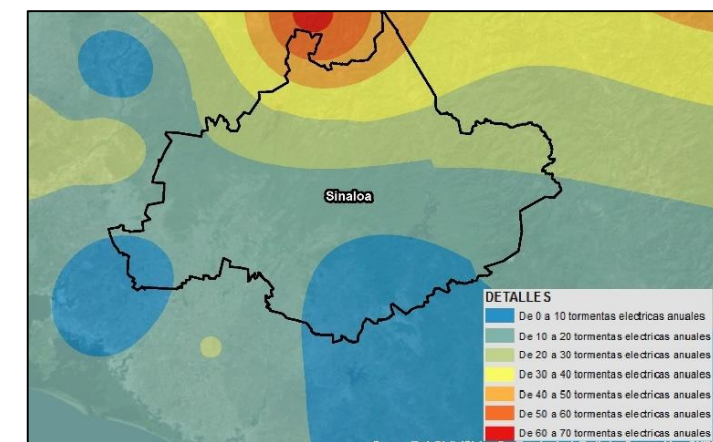 Sinaloa
DETALLES
De 0 a 10 tormentas electricas anuales
De 10 a 20 tormentas electricas anuales
De 20 a 30 tormentas electricas anuales
De 30 a 40 tormentas electricas anuales
De 40 a 50 tormentas electricas anuales
De 50 a 60 tormentas electricas anuales
De 60 a 70 tormentas electricas anuales